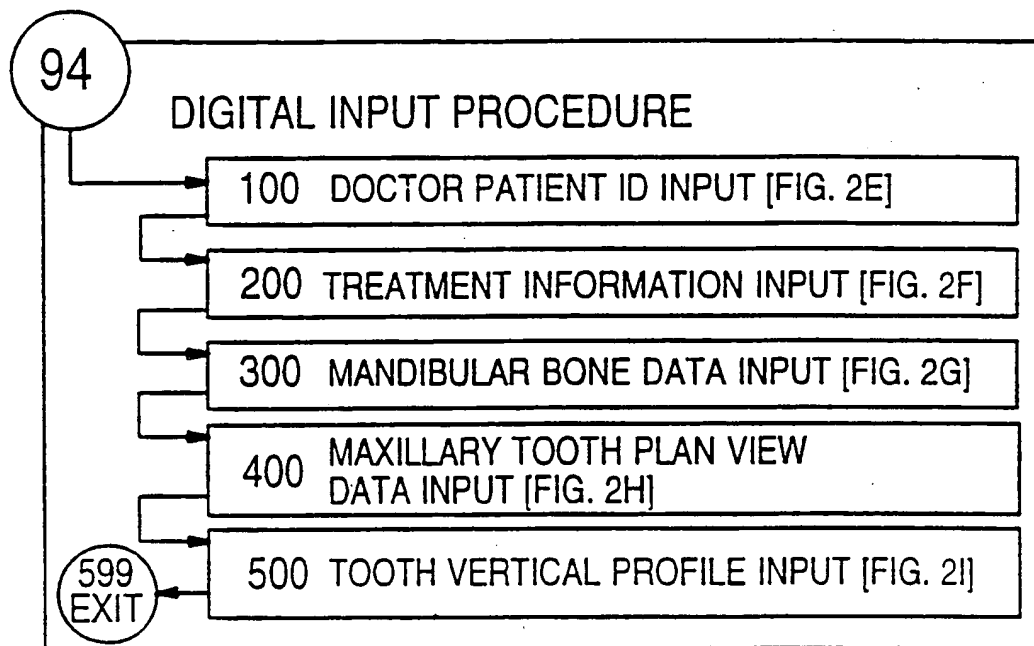 94
DIGITAL INPUT PROCEDURE
100 DOCTOR PATIENT ID INPUT [FIG. 2E]
200 TREATMENT INFORMATION INPUT [FIG. 2F]
300 MANDIBULAR BONE DATA INPUT [FIG. 2G]
400 MAXILLARY TOOTH PLAN VIEW
DATA INPUT [FIG. 2H]
500 TOOTH VERTICAL PROFILE INPUT [FIG. 2I]
599
EXIT